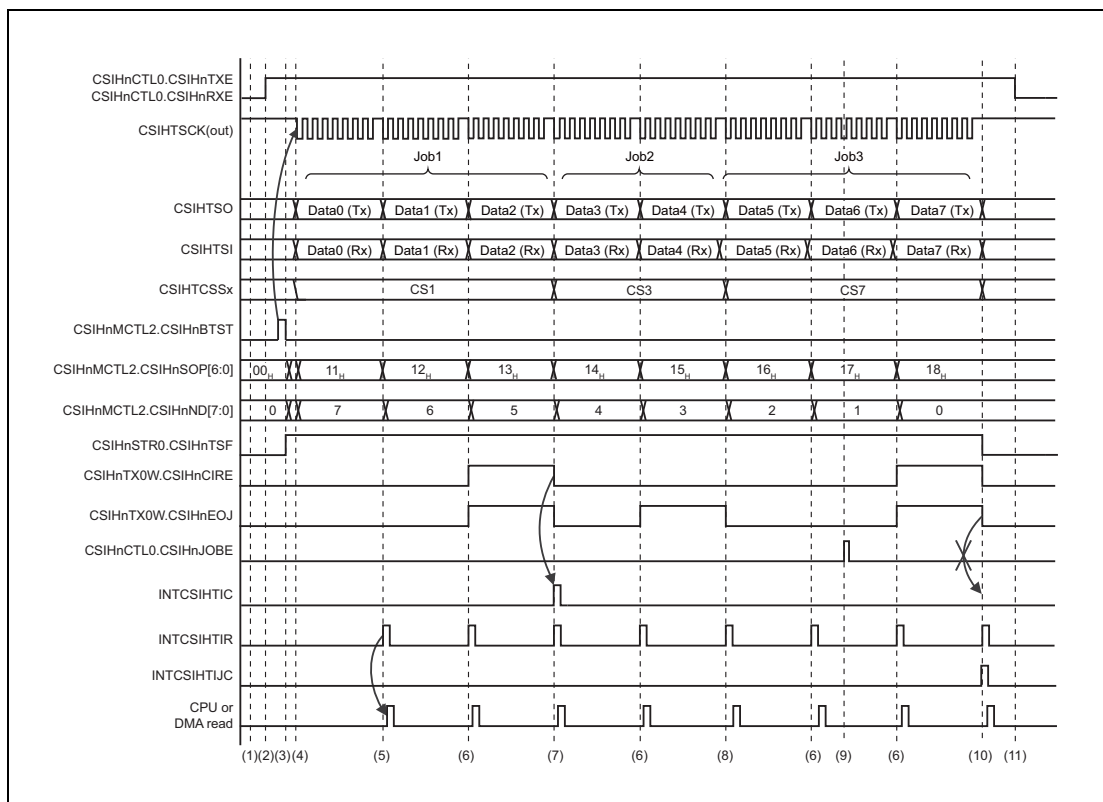 CSIHnCTL0.CSIHnTXE
CSIHnCTL0.CSIHnRXE
CSIHTSCK(out)
Job1 Job2 Job3
CSIHTSO Data0 (Tx) Data1 (Tx) Data2 (Tx) Data3 (Tx) Data4 (Tx) Data5 (Tx) Data6 (Tx) Data7 (Tx)
CSIHTSI Data0 (Rx) Data1 (Rx) Data2 (Rx) Data3 (Rx) Data4 (Rx) Data5 (Rx) Data6 (Rx) Data7 (Rx)
CSIHTCSSx CS1 CS3 CS7
CSIHnMCTL2.CSIHnBTST
CSIHnMCTL2.CSIHnSOP[6:0] 00H 11H 12H 13H 14H 15H 16H 17H 18H
CSIHnMCTL2.CSIHnND[7:0] 0 7 6 5 4 3 2 1 0
CSIHnSTR0.CSIHnTSF
CSIHnTX0W.CSIHnCIRE
CSIHnTX0W.CSIHnEOJ
CSIHnCTL0.CSIHnJOBE
INTCSIHTIC
INTCSIHTIR
INTCSIHTIJC
CPU or
DMA read
(1) (2) (3) (4) (5) (6) (7) (6) (8) (6) (9) (6) (10) (11)